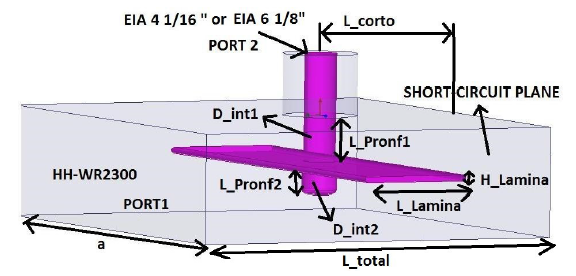 EIA 4 1/16 " or EIA 6 1/8"
L_corto
PORT 2
SHORT-CIRCUIT PLANE
D_int1
L_Pronf1
HH-WR2300
L_Pronf2
H_Lamina
PORT1
L_Lamina
D_int2
a
L_total